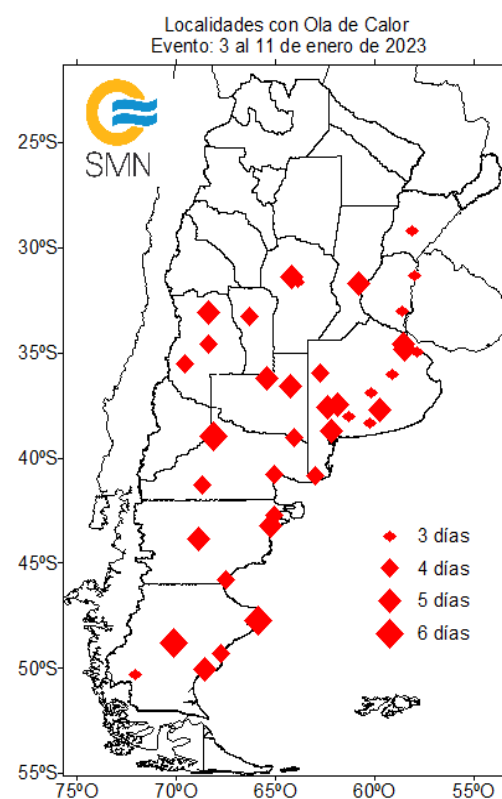 Localidades con Ola de Calor
Evento: 3 al 11 de enero de 2023
SMN
25ºS
30ºS
35ºS
40ºS
45ºS
50ºS
55ºS
3 días
4 días
5 días
6 días
75ºO 70ºO 65ºO 60ºO 55ºO